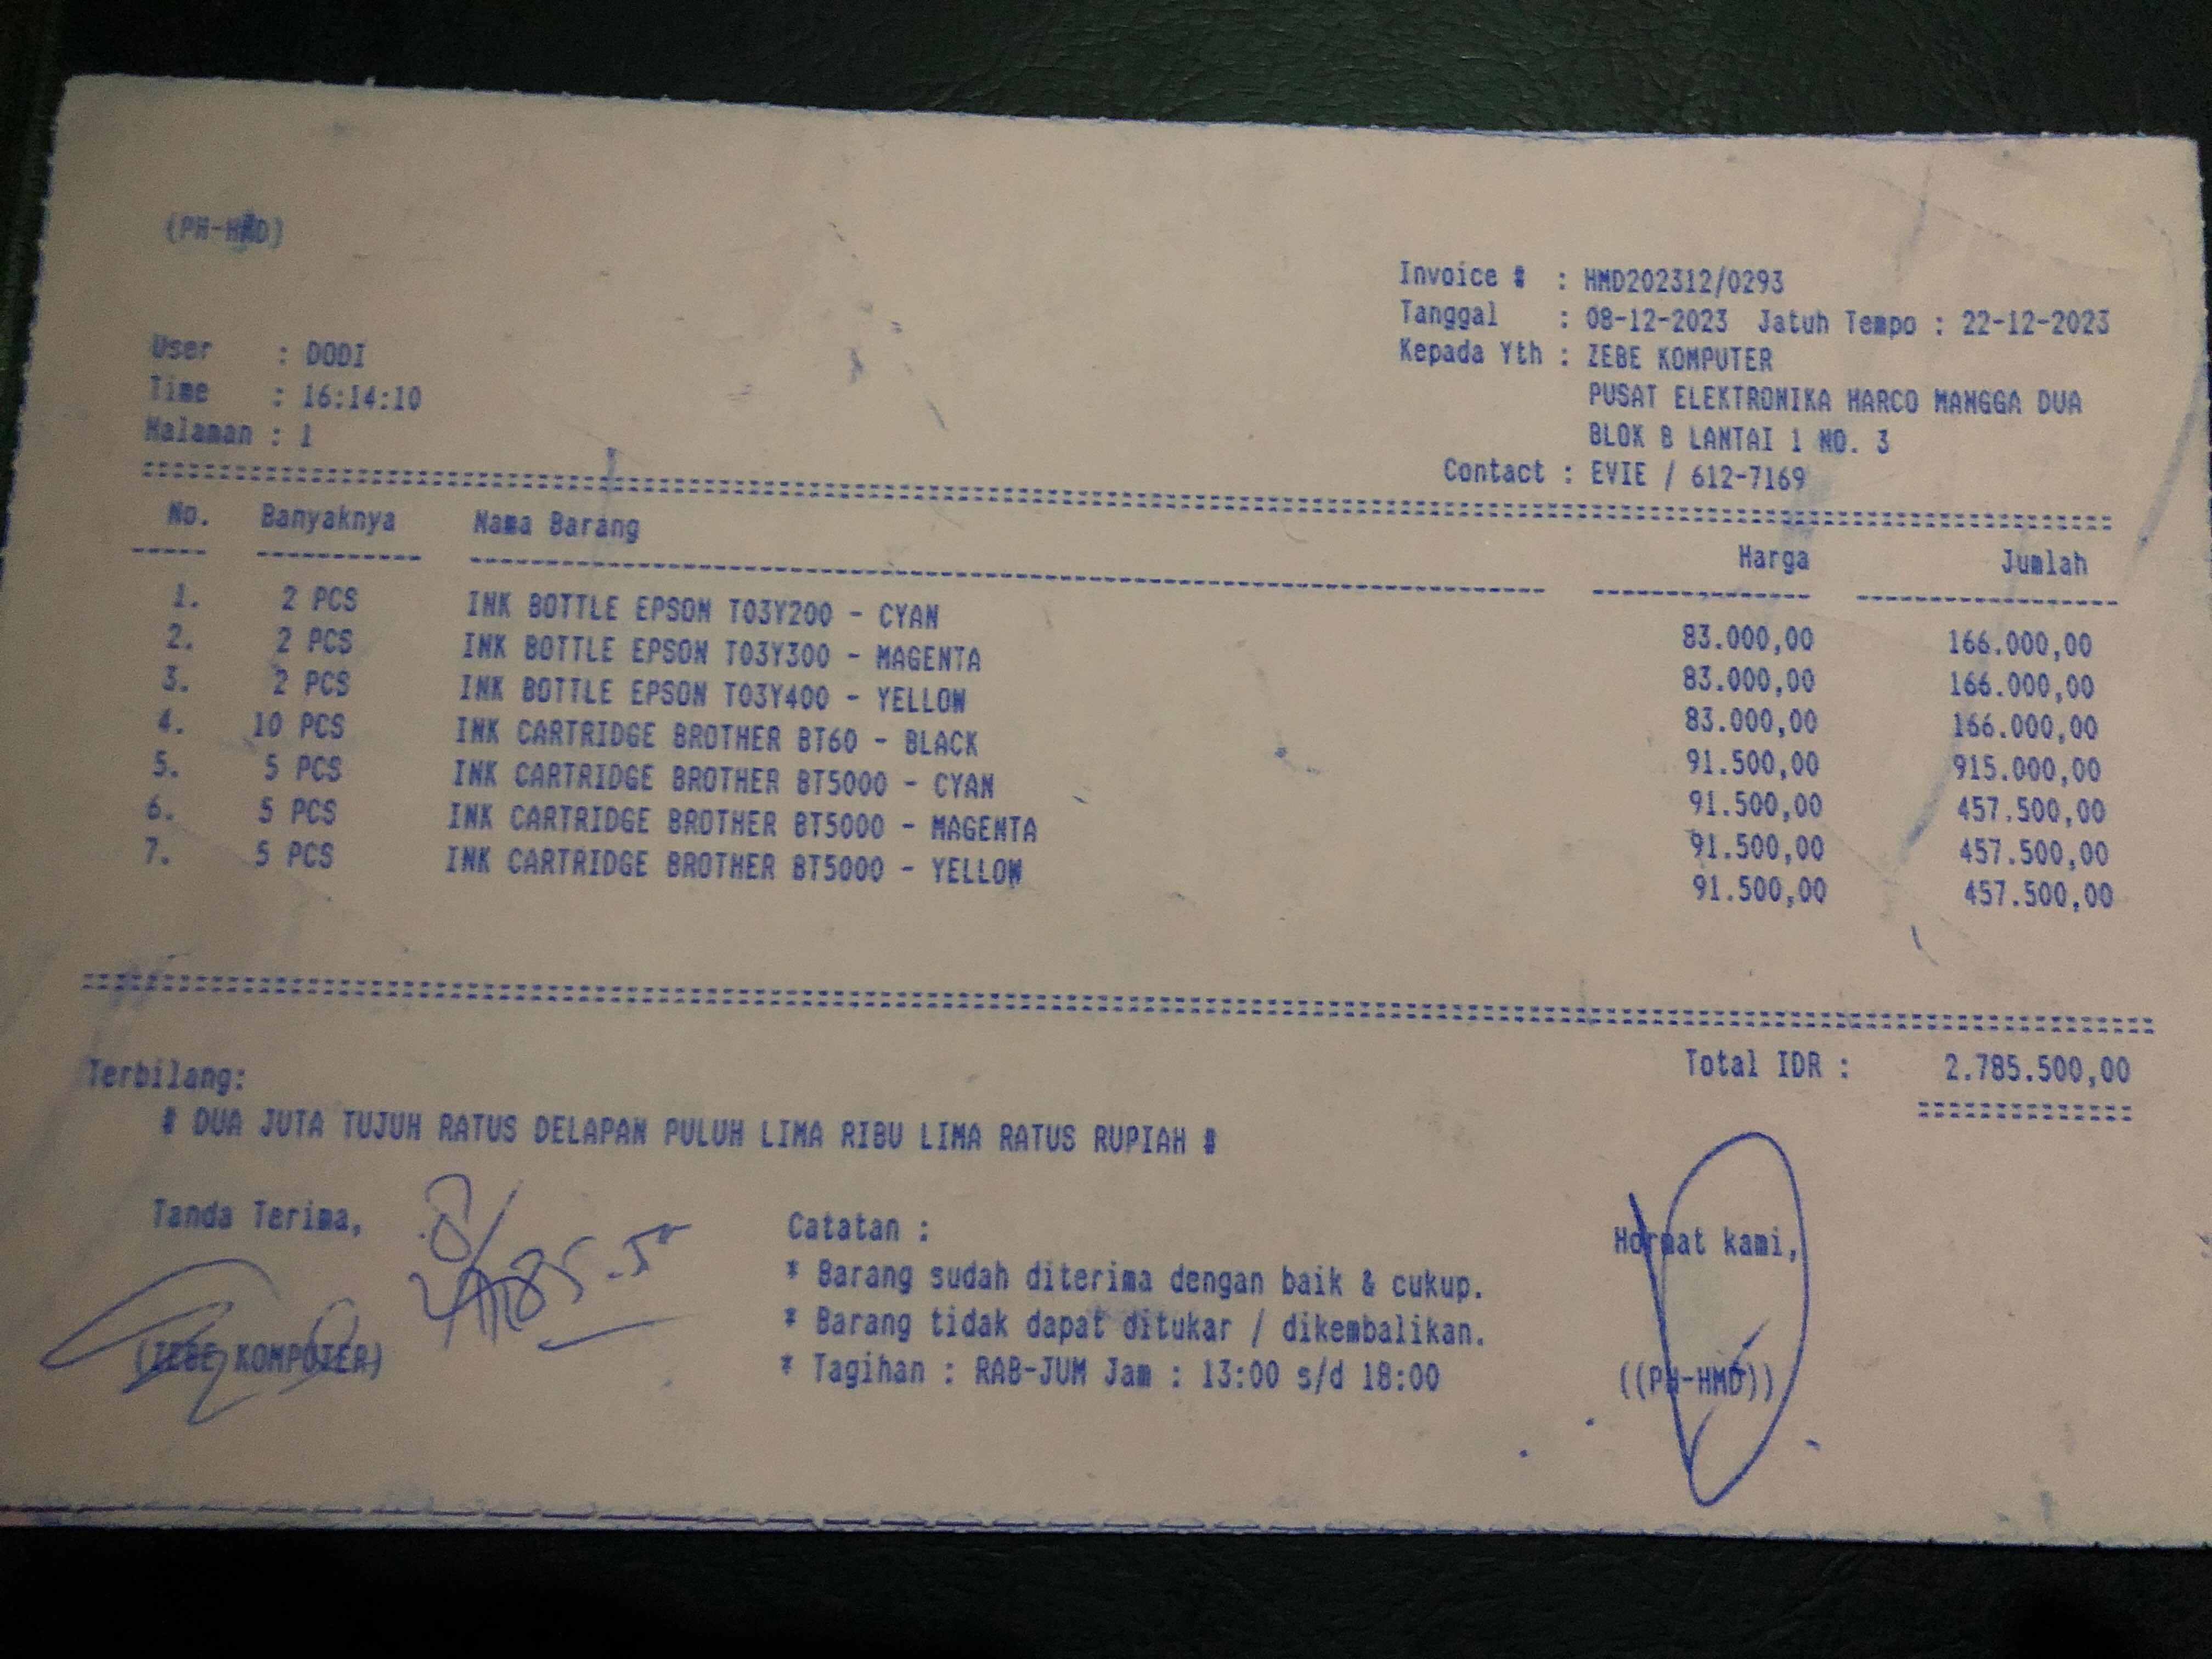 (PH-HMD)
Invoice # : HMD202312/0293
Tanggal : 08-12-2023 Jatuh Tempo : 22-12-2023
Kepada Yth : ZEBE KOMPUTER
PUSAT ELEKTRONIKA HARCO MANGGA DUA
BLOK B LANTAI 1 NO. 3
Contact : EVIE / 612-7169
User : DODI
Time : 16:14:10
Halaman : 1
No. Banyaknya Nama Barang Harga Jumlah
1. 2 PCS INK BOTTLE EPSON T03Y200 - CYAN 83.000,00 166.000,00
2. 2 PCS INK BOTTLE EPSON T03Y300 - MAGENTA 83.000,00 166.000,00
3. 2 PCS INK BOTTLE EPSON T03Y400 - YELLOW 83.000,00 166.000,00
4. 10 PCS INK CARTRIDGE BROTHER BT60 - BLACK 91.500,00 915.000,00
5. 5 PCS INK CARTRIDGE BROTHER BT5000 - CYAN 91.500,00 457.500,00
6. 5 PCS INK CARTRIDGE BROTHER BT5000 - MAGENTA 91.500,00 457.500,00
7. 5 PCS INK CARTRIDGE BROTHER BT5000 - YELLOW 91.500,00 457.500,00
Total IDR : 2.785.500,00
Terbilang:
# DUA JUTA TUJUH RATUS DELAPAN PULUH LIMA RIBU LIMA RATUS RUPIAH #
Tanda Terima,
(ZEBE KOMPUTER)
Catatan :
* Barang sudah diterima dengan baik & cukup.
* Barang tidak dapat ditukar / dikembalikan.
* Tagihan : RAB-JUM Jam : 13:00 s/d 18:00
Hormat kami,
((PH-HMD))